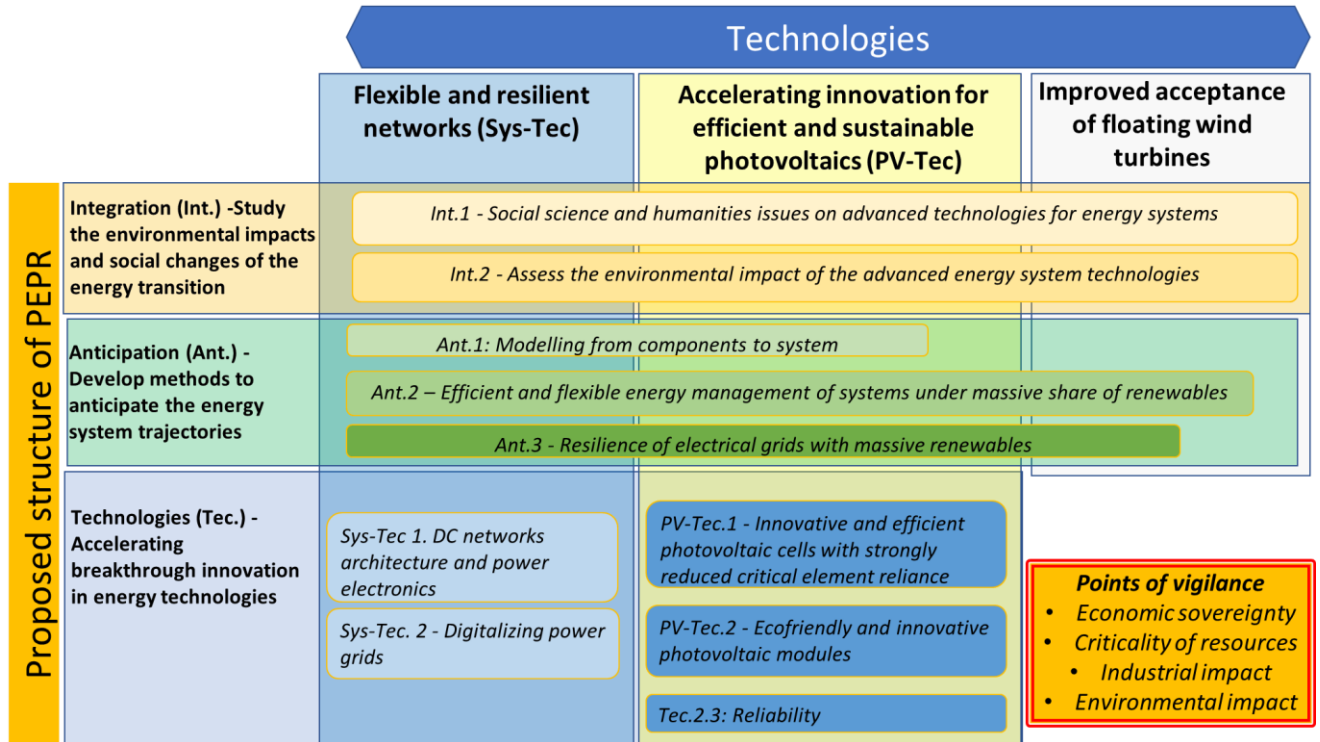 Technologies
Flexible and resilient
networks (Sys-Tec)
Accelerating innovation for
efficient and sustainable
photovoltaics (PV-Tec)
Improved acceptance
of floating wind
turbines
Proposed structure of PEPR
Integration (Int.) -Study
the environmental impacts
and social changes of the
energy transition
Int.1 - Social science and humanities issues on advanced technologies for energy systems
Int.2 - Assess the environmental impact of the advanced energy system technologies
Anticipation (Ant.) -
Develop methods to
anticipate the energy
system trajectories
Ant.1: Modelling from components to system
Ant.2 – Efficient and flexible energy management of systems under massive share of renewables
Ant.3 - Resilience of electrical grids with massive renewables
Technologies (Tec.) -
Accelerating
breakthrough innovation
in energy technologies
Sys-Tec 1. DC networks
architecture and power
electronics
Sys-Tec. 2 - Digitalizing power
grids
PV-Tec.1 - Innovative and efficient
photovoltaic cells with strongly
reduced critical element reliance
PV-Tec.2 - Ecofriendly and innovative
photovoltaic modules
Tec.2.3: Reliability
Points of vigilance
• Economic sovereignty
• Criticality of resources
• Industrial impact
• Environmental impact